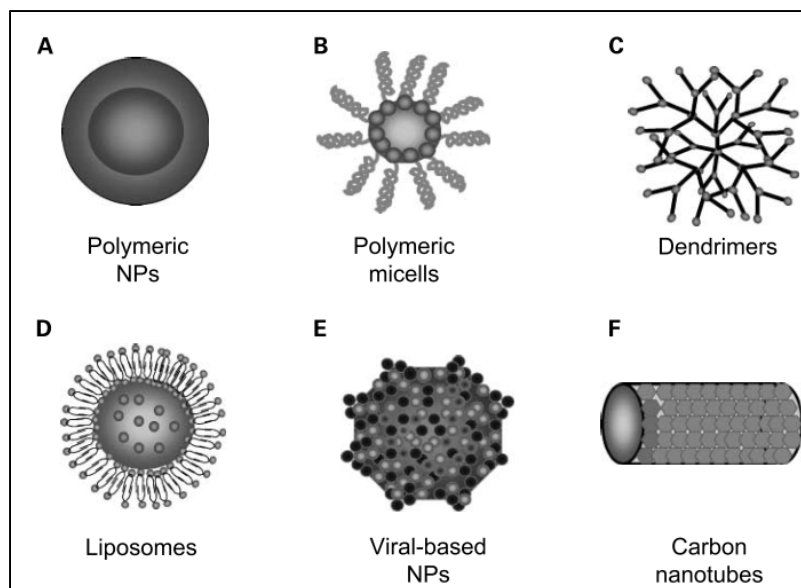 A
B
C
Polymeric
NPs
Polymeric
micells
Dendrimers
D
E
F
Liposomes
Viral-based
NPs
Carbon
nanotubes